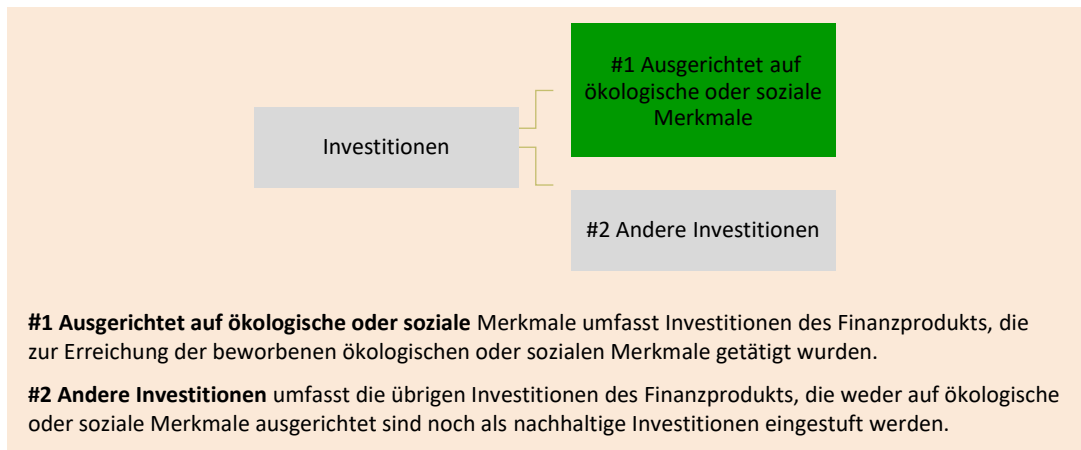 #1 Ausgerichtet auf
ökologische oder soziale
Merkmale
Investitionen
#2 Andere Investitionen
#1 Ausgerichtet auf ökologische oder soziale Merkmale umfasst Investitionen des Finanzprodukts, die
zur Erreichung der beworbenen ökologischen oder sozialen Merkmale getätigt wurden.
#2 Andere Investitionen umfasst die übrigen Investitionen des Finanzprodukts, die weder auf ökologische
oder soziale Merkmale ausgerichtet sind noch als nachhaltige Investitionen eingestuft werden.